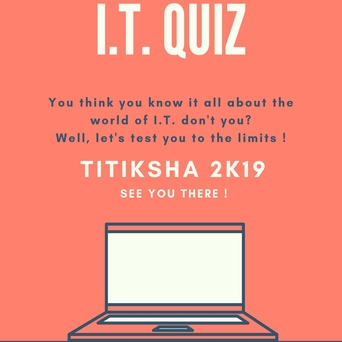 I.T. QUIZ
You think you know it all about the
world of I.T. don't you?
Well, let's test you to the limits !
TITIKSHA 2K19
SEE YOU THERE !